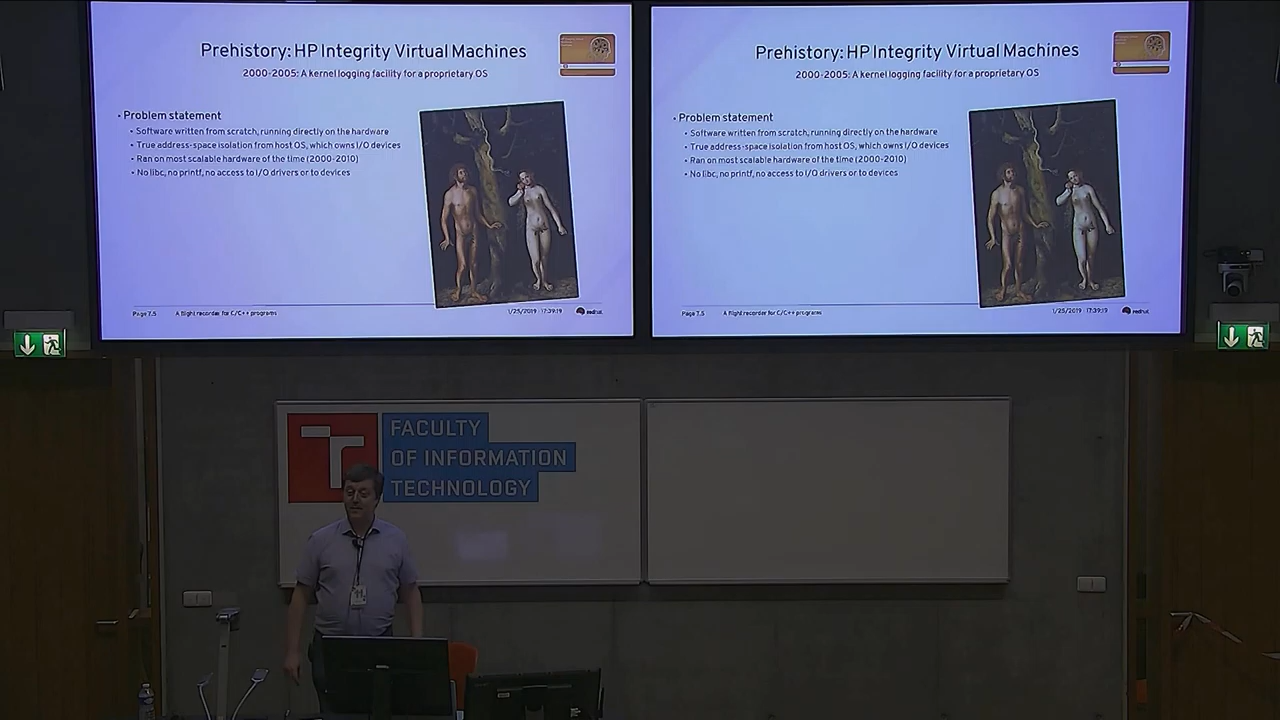 Prehistory: HP Integrity Virtual Machines
2000-2005: A kernel logging facility for a proprietary OS
• Problem statement
• Software written from scratch, running directly on the hardware
• True address-space isolation from host OS, which owns I/O devices
• Ran on most scalable hardware of the time (2000-2010)
• No libc, no printf, no access to I/O drivers or to devices
Page 7.5
A flight recorder for C/C++ programs
1/25/2019 17:39:19
redhat
Prehistory: HP Integrity Virtual Machines
2000-2005: A kernel logging facility for a proprietary OS
• Problem statement
• Software written from scratch, running directly on the hardware
• True address-space isolation from host OS, which owns I/O devices
• Ran on most scalable hardware of the time (2000-2010)
• No libc, no printf, no access to I/O drivers or to devices
Page 7.5
A flight recorder for C/C++ programs
1/25/2019 17:39:19
redhat
FACULTY
OF INFORMATION
TECHNOLOGY